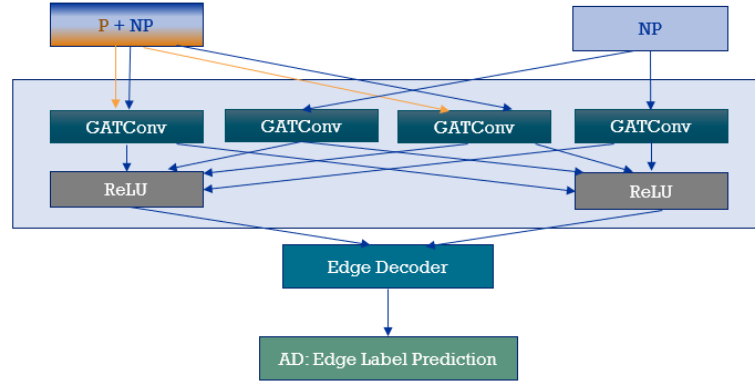 P + NP
NP
GATConv
GATConv
GATConv
GATConv
ReLU
ReLU
Edge Decoder
AD: Edge Label Prediction